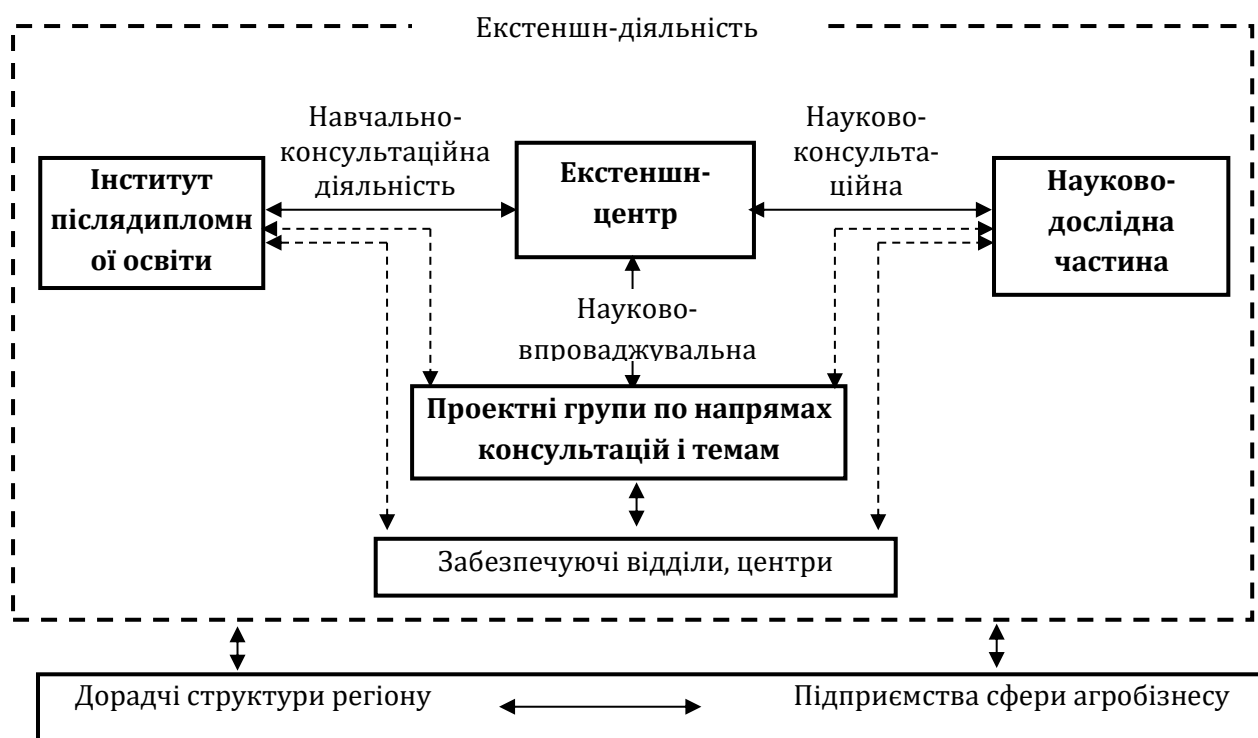 Екстеншн-діяльність
Навчально-
консультаційна
діяльність
Науково-
консульта-
ційна
Інститут
післядипломн
ої освіти
Екстеншн-
центр
Науково-
дослідна
частина
Науково-
впроваджувальна
Проектні групи по напрямах
консультацій і темам
Забезпечуючі відділи, центри
Дорадчі структури регіону
Підприємства сфери агробізнесу